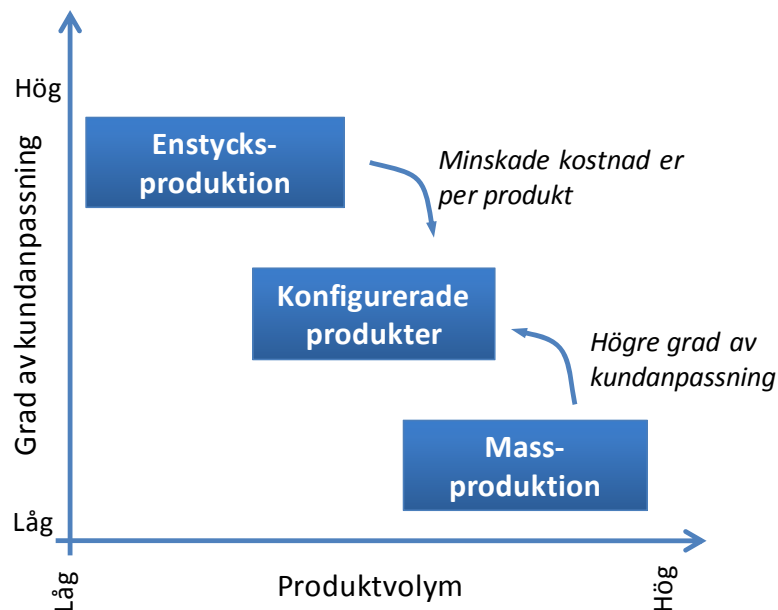 Hög
Grad av kundanpassning
Enstycks-
produktion
Minskade kostnad er
per produkt
Konfigurerade
produkter
Högre grad av
kundanpassning
Mass-
produktion
Låg
Låg
Produktvolym
Hög